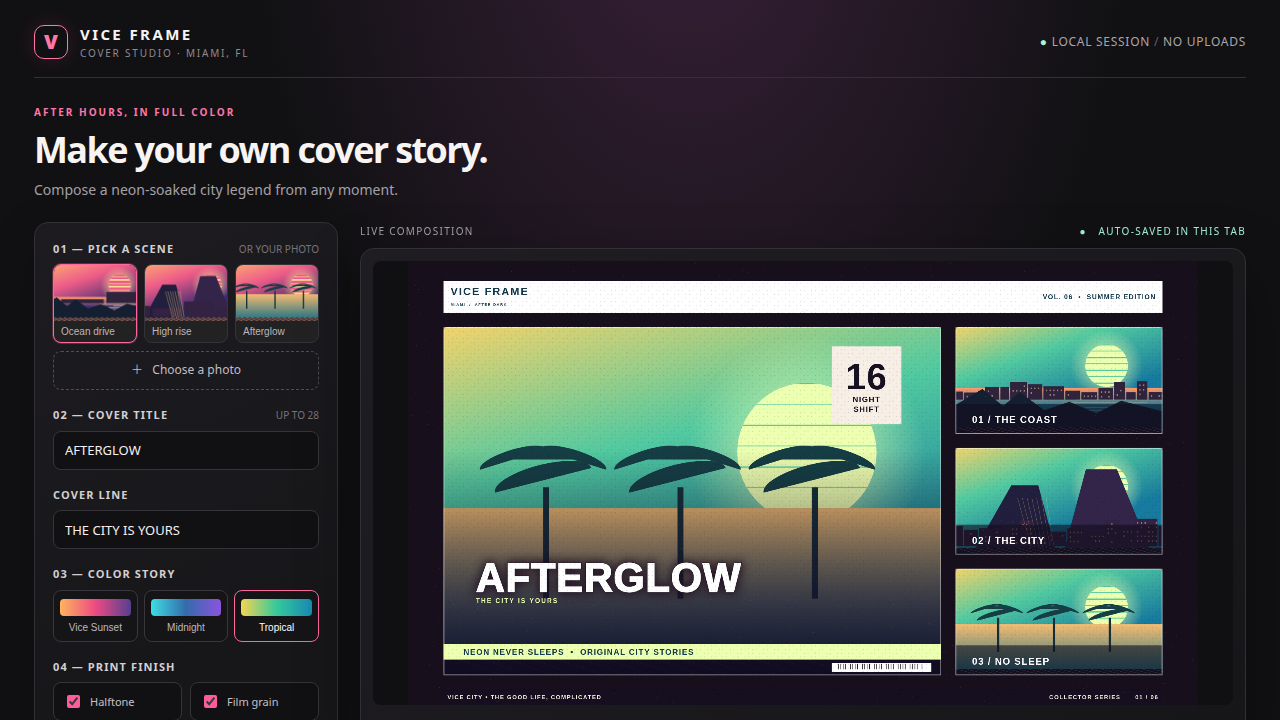 V
VICE FRAME
COVER STUDIO · MIAMI, FL
● LOCAL SESSION / NO UPLOADS
AFTER HOURS, IN FULL COLOR
Make your own cover story.
Compose a neon-soaked city legend from any moment.
01 — PICK A SCENE
OR YOUR PHOTO
Ocean drive
High rise
Afterglow
+ Choose a photo
02 — COVER TITLE
UP TO 28
AFTERGLOW
COVER LINE
THE CITY IS YOURS
03 — COLOR STORY
Vice Sunset
Midnight
Tropical
04 — PRINT FINISH
Halftone
Film grain
LIVE COMPOSITION
● AUTO-SAVED IN THIS TAB
VICE FRAME
MIAMI / AFTER DARK
VOL. 06 • SUMMER EDITION
16
NIGHT
SHIFT
AFTERGLOW
THE CITY IS YOURS
NEON NEVER SLEEPS • ORIGINAL CITY STORIES
01 / THE COAST
02 / THE CITY
03 / NO SLEEP
VICE CITY • THE GOOD LIFE, COMPLICATED
COLLECTOR SERIES 01 / 06